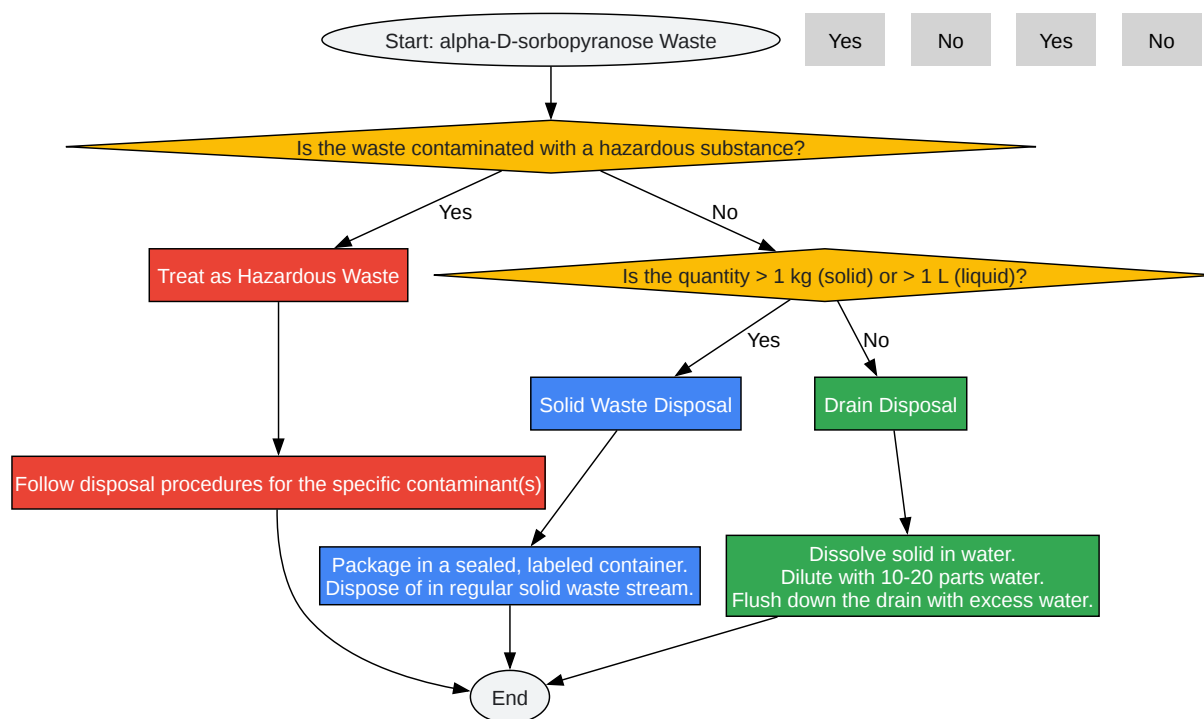 Start: alpha-D-sorbopyranose Waste
Yes
No
Yes
No
Is the waste contaminated with a hazardous substance?
Yes
No
Treat as Hazardous Waste
Is the quantity > 1 kg (solid) or > 1 L (liquid)?
Yes
No
Solid Waste Disposal
Drain Disposal
Follow disposal procedures for the specific contaminant(s)
Package in a sealed, labeled container.
Dispose of in regular solid waste stream.
Dissolve solid in water.
Dilute with 10-20 parts water.
Flush down the drain with excess water.
End